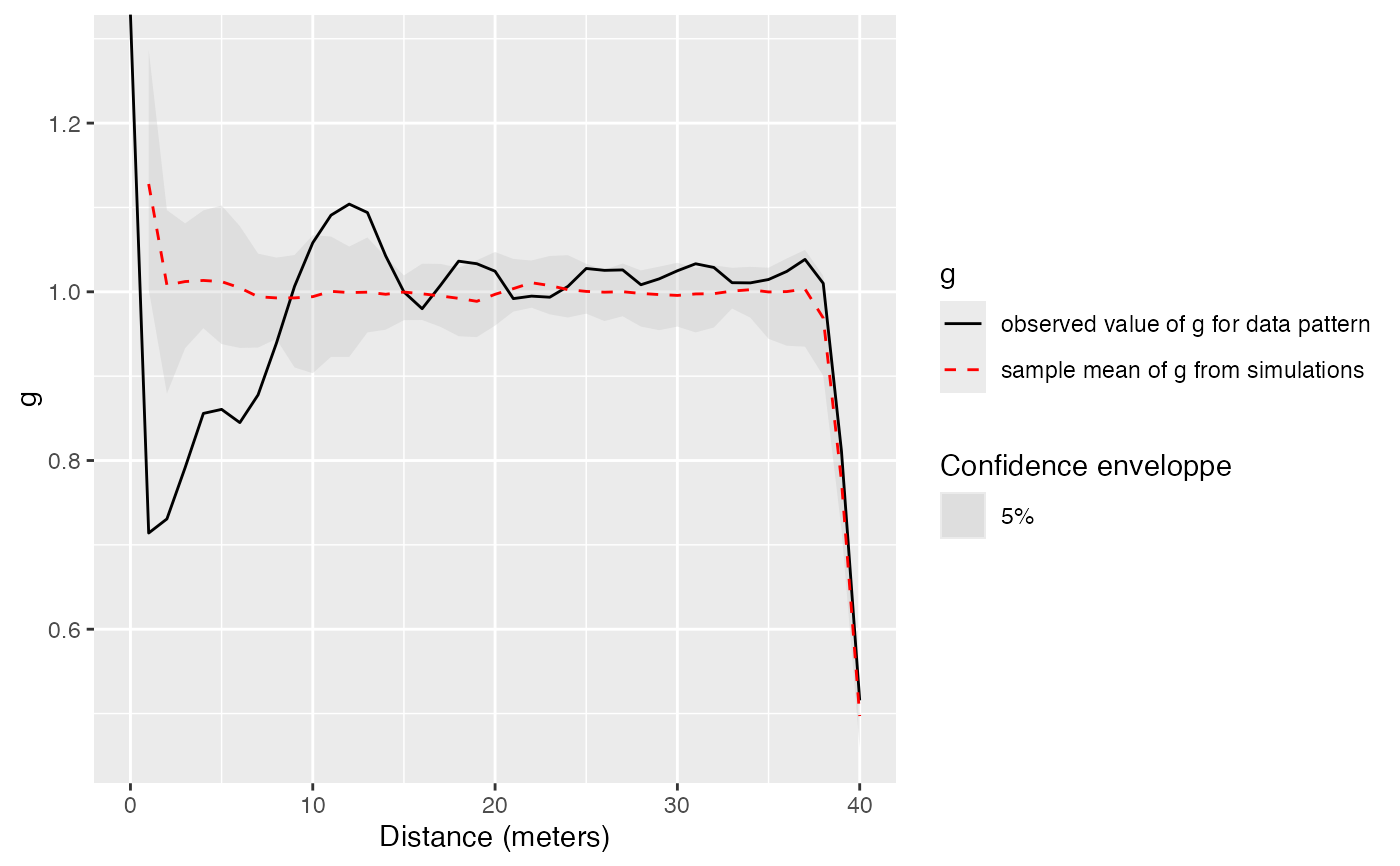 1.2
1.0
0.8
0.6
g
0 10 20 30 40
Distance (meters)
g
observed value of g for data pattern
sample mean of g from simulations
Confidence enveloppe
5%